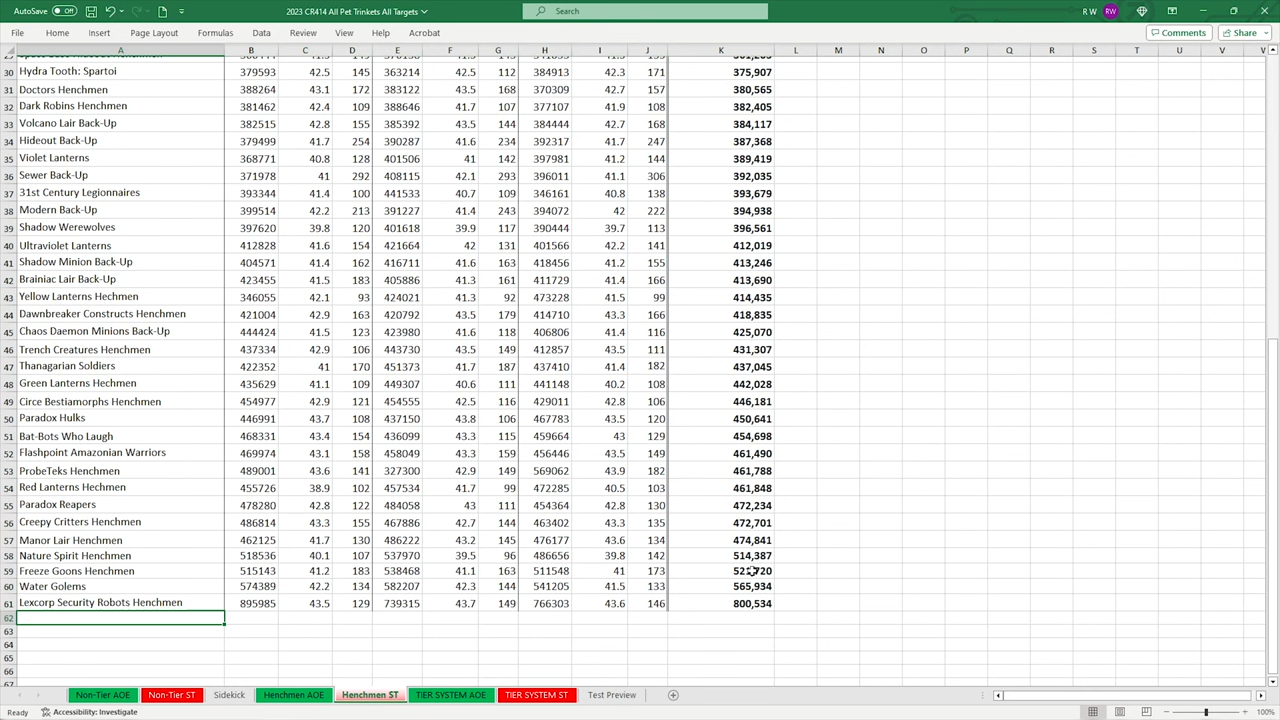 AutoSave Off 2023 CR414 All Pet Trinkets All Targets Search R W RW
File Home Insert Page Layout Formulas Data Review View Help Acrobat Comments Share
A B C D E F G H I J K L M N O P Q R S T U V
30 Hydra Tooth: Spartoi 379593 42.5 145 363214 42.5 112 384913 42.3 171 375,907
31 Doctors Henchmen 388264 43.1 172 383122 43.5 168 370309 42.7 157 380,565
32 Dark Robins Henchmen 381462 42.4 109 388646 41.7 107 377107 41.9 108 382,405
33 Volcano Lair Back-Up 382515 42.8 155 385392 43.5 144 384444 42.7 168 384,117
34 Hideout Back-Up 379499 41.7 254 390287 41.6 234 392317 41.7 247 387,368
35 Violet Lanterns 368771 40.8 128 401506 41 142 397981 41.2 144 389,419
36 Sewer Back-Up 371978 41 292 408115 42.1 293 396011 41.1 306 392,035
37 31st Century Legionnaires 393344 41.4 100 441533 40.7 109 346161 40.8 138 393,679
38 Modern Back-Up 399514 42.2 213 391227 41.4 243 394072 42 222 394,938
39 Shadow Werewolves 397620 39.8 120 401618 39.9 117 390444 39.7 113 396,561
40 Ultraviolet Lanterns 412828 41.6 154 421664 42 131 401566 42.2 141 412,019
41 Shadow Minion Back-Up 404571 41.4 162 416711 41.6 163 418456 41.2 155 413,246
42 Brainiac Lair Back-Up 423455 41.5 183 405886 41.3 161 411729 41.4 166 413,690
43 Yellow Lanterns Hechmen 346055 42.1 93 424021 41.3 92 473228 41.5 99 414,435
44 Dawnbreaker Constructs Henchmen 421004 42.9 163 420792 43.5 179 414710 43.3 166 418,835
45 Chaos Daemon Minions Back-Up 444424 41.5 123 423980 41.6 118 406806 41.4 116 425,070
46 Trench Creatures Henchmen 437334 42.9 106 443730 43.5 149 412857 43.5 111 431,307
47 Thanagarian Soldiers 422352 41 170 451373 41.7 187 437410 41.4 182 437,045
48 Green Lanterns Hechmen 435629 41.1 109 449307 40.6 111 441148 40.2 108 442,028
49 Circe Bestiamorphs Henchmen 454977 42.9 121 454555 42.5 116 429011 42.8 106 446,181
50 Paradox Hulks 446991 43.7 108 437150 43.8 106 467783 43.5 120 450,641
51 Bat-Bots Who Laugh 468331 43.4 154 436099 43.3 115 459664 43 129 454,698
52 Flashpoint Amazonian Warriors 469974 43.1 158 458049 43.3 159 456446 43.5 149 461,490
53 ProbeTeks Henchmen 489001 43.6 141 327300 42.9 149 569062 43.9 182 461,788
54 Red Lanterns Hechmen 455726 38.9 102 457534 41.7 99 472285 40.5 103 461,848
55 Paradox Reapers 478280 42.8 122 484058 43 111 454364 42.8 130 472,234
56 Creepy Critters Henchmen 486814 43.3 155 467886 42.7 144 463402 43.3 135 472,701
57 Manor Lair Henchmen 462125 41.7 130 486222 43.2 145 476176 43.6 134 474,841
58 Nature Spirit Henchmen 518536 40.1 107 537970 39.5 96 486656 39.8 142 514,387
59 Freeze Goons Henchmen 515143 41.2 183 538468 41.1 163 511548 41 173 521,720
60 Water Golems 574389 42.2 134 582207 42.3 144 541205 41.5 133 565,934
61 Lexcorp Security Robots Henchmen 895985 43.5 129 739315 43.7 149 766303 43.6 146 800,534
62
63
64
65
66
Non-Tier AOE Non-Tier ST Sidekick Henchmen AOE Henchmen ST TIER SYSTEM AOE TIER SYSTEM ST Test Preview
Ready Accessibility: Investigate 100%